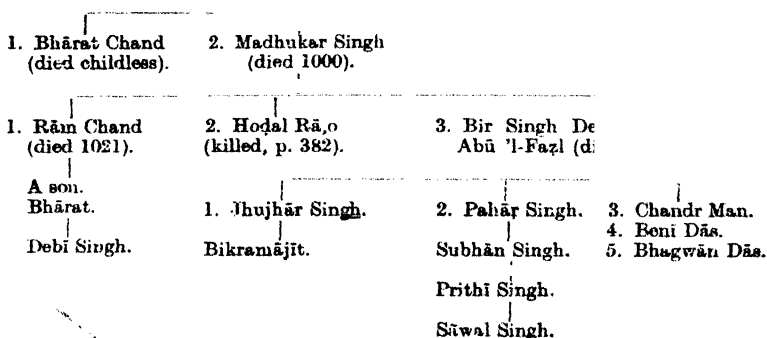 1. Bhārat Chand 2. Madhukar Singh
(died childless). (died 1000).
1. Rām Chand 2. Hoḍal Rā,o 3. Bir Singh De
(died 1021). (killed, p. 382). Abū 'l-Faẓl (di
A son.
Bhārat. 1. Jhujhār Singh. 2. Pahāṛ Singh. 3. Chandr Man.
4. Benī Dās.
Debī Singh. Bikramājīt. Subhān Singh. 5. Bhagwān Dās.
Prithī Singh.
Sāwal Singh.